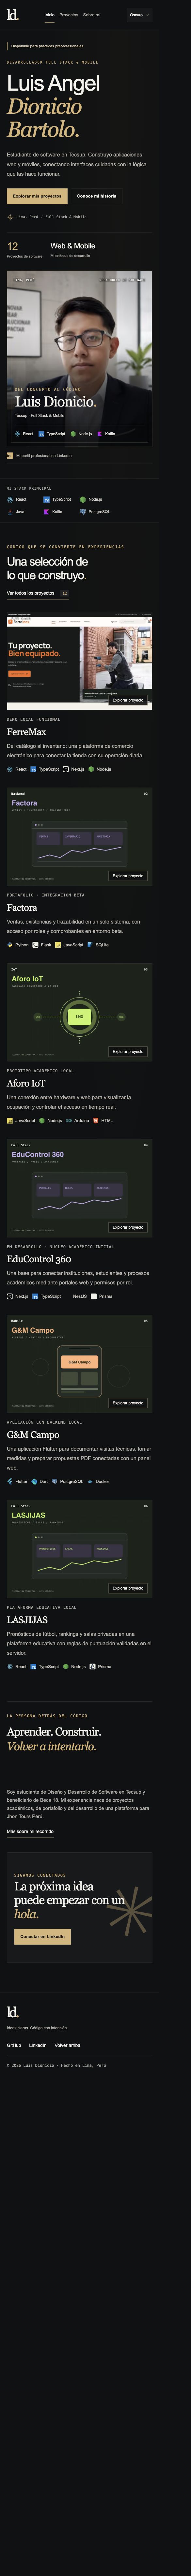 ld.
Inicio Proyectos Sobre mí
Oscuro
Disponible para prácticas preprofesionales
DESARROLLADOR FULL STACK & MOBILE
Luis Angel
Dionicio
Bartolo.
Estudiante de software en Tecsup. Construyo aplicaciones
web y móviles, conectando interfaces cuidadas con la lógica
que las hace funcionar.
Explorar mis proyectos
Conoce mi historia
Lima, Perú / Full Stack & Mobile
12
Proyectos de software
Web & Mobile
Mi enfoque de desarrollo
LIMA, PERÚ
DEL CONCEPTO AL CÓDIGO
Luis Dionicio.
Tecsup · Full Stack & Mobile
React TypeScript Node.js Kotlin
Mi perfil profesional en LinkedIn
MI STACK PRINCIPAL
React TypeScript Node.js
Java Kotlin PostgreSQL
CÓDIGO QUE SE CONVIERTE EN EXPERIENCIAS
Una selección de
lo que construyo.
Ver todos los proyectos 12
Tu proyecto.
Bien equipado.
Explorar proyecto
DEMO LOCAL FUNCIONAL
FerreMax
Del catálogo al inventario: una plataforma de comercio
electrónico para conectar la tienda con su operación diaria.
React TypeScript Nest.js Node.js
Backend
Factora
Explorar proyecto
PORTAFOLIO · INTEGRACIÓN BETA
Factora
Ventas, existencias y trazabilidad en un solo sistema, con
acceso por roles y comprobantes en entorno beta.
Python Flask JavaScript SQLite
IoT
Aforo IoT
Explorar proyecto
PROTOTIPO ACADÉMICO LOCAL
Aforo IoT
Una conexión entre hardware y web para visualizar la
ocupación y controlar el acceso en tiempo real.
JavaScript Node.js Arduino HTML
Full Stack
EduControl 360
Explorar proyecto
EN DESARROLLO · NÚCLEO ACADÉMICO INICIAL
EduControl 360
Una base para coordinar instituciones, estudiantes y procesos
académicos mediante portales web y permisos por rol.
Next.js TypeScript NestJS Prisma
Mobile
G&M Campo
G&M Campo
Explorar proyecto
APLICACIÓN CON BACKEND LOCAL
G&M Campo
Una aplicación Flutter para documentar visitas técnicas, tomar
medidas y preparar propuestas PDF conectadas con un panel
web.
Flutter Dart PostgreSQL Docker
Full Stack
LASJIJAS
Explorar proyecto
PLATAFORMA EDUCATIVA LOCAL
LASJIJAS
Pronósticos de fútbol, rankings y salas privadas en una
plataforma educativa con reglas de puntuación validadas en el
servidor.
React TypeScript Node.js Prisma
LA PERSONA DETRÁS DEL CÓDIGO
Aprender. Construir.
Volver a intentarlo.
Soy estudiante de Diseño y Desarrollo de Software en Tecsup y
beneficiario de Beca 18. Mi experiencia nace de proyectos
académicos, de portafolio y del desarrollo de una plataforma para
Jhon Tours Perú.
Más sobre mi recorrido
SIGAMOS CONECTADOS
La próxima idea
puede empezar con un
hola.
Conectar en LinkedIn
ld.
Ideas claras. Código con intención.
GitHub LinkedIn Volver arriba
© 2026 Luis Dionicio · Hecho en Lima, Perú